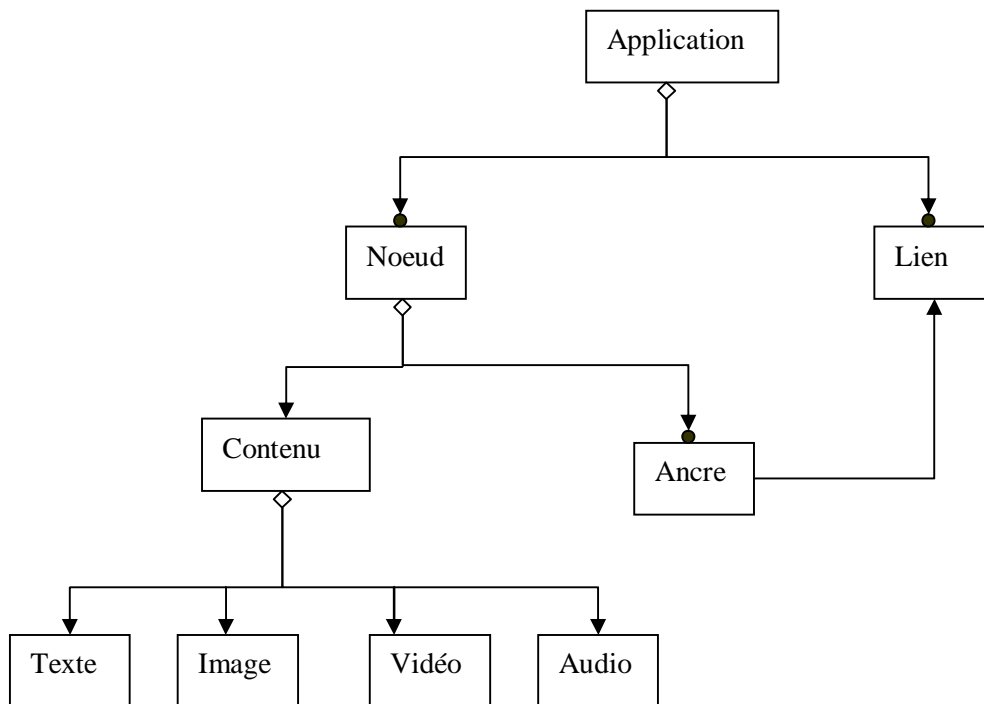 Application
Noeud
Lien
Contenu
Ancre
Texte
Image
Vidéo
Audio